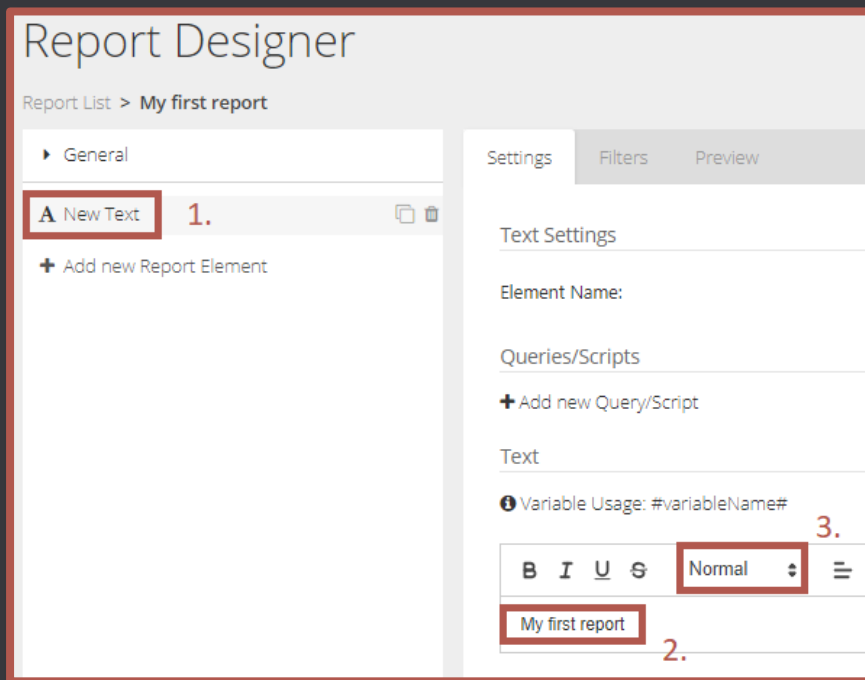 Report Designer
Report List > My first report
General
A New Text 1.
+ Add new Report Element
Settings Filters Preview
Text Settings
Element Name:
Queries/Scripts
+ Add new Query/Script
Text
Variable Usage: #variableName#
3.
B I U S Normal
My first report
2.